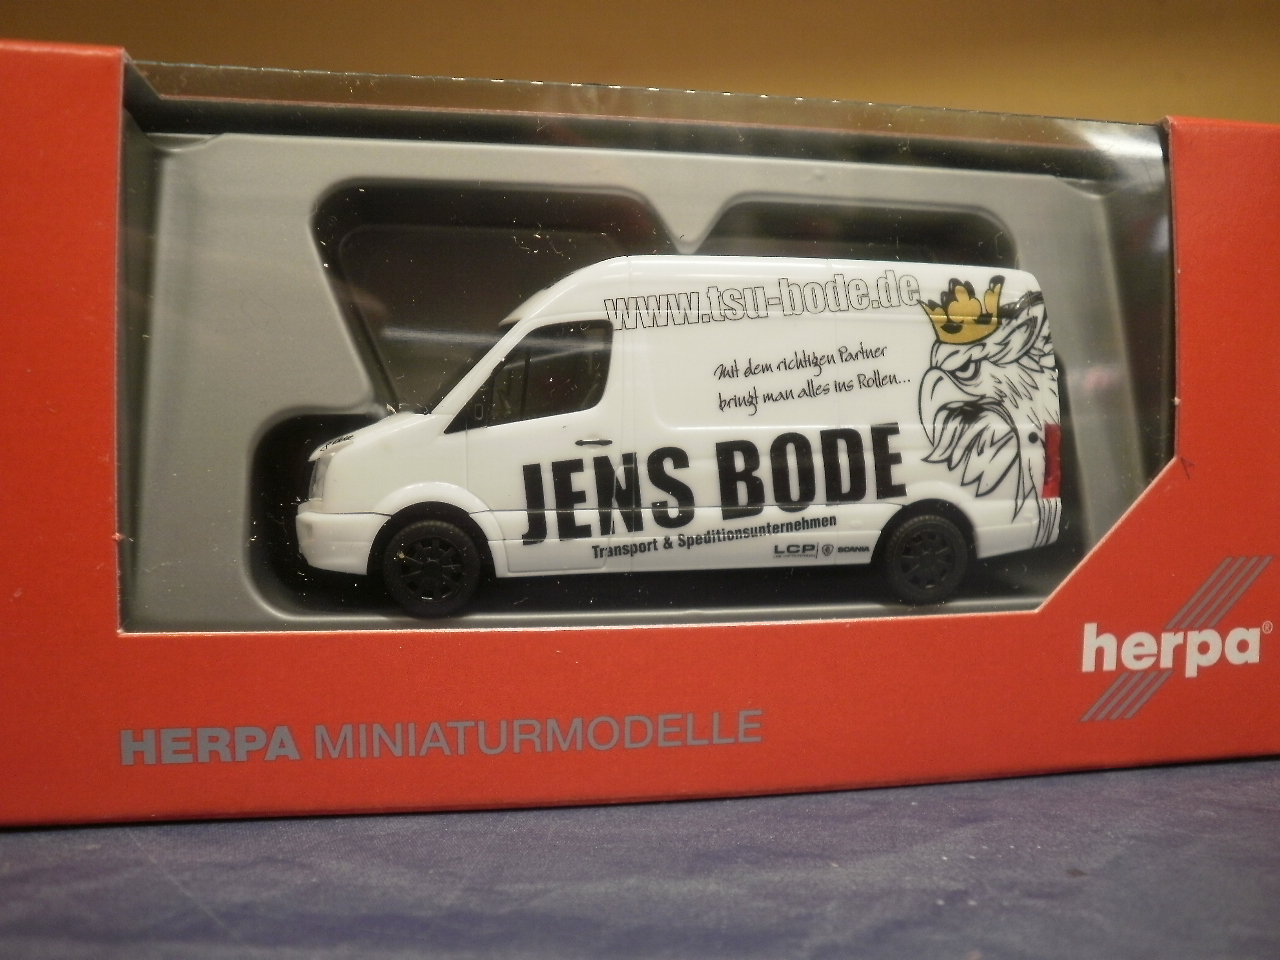 www.tsu-bode.de
Mit dem richtigen Partner
bringt man alles ins Rollen...
JENS BODE
Transport & Speditionsunternehmen
LCP SCANIA
herpa®
HERPA MINIATURMODELLE